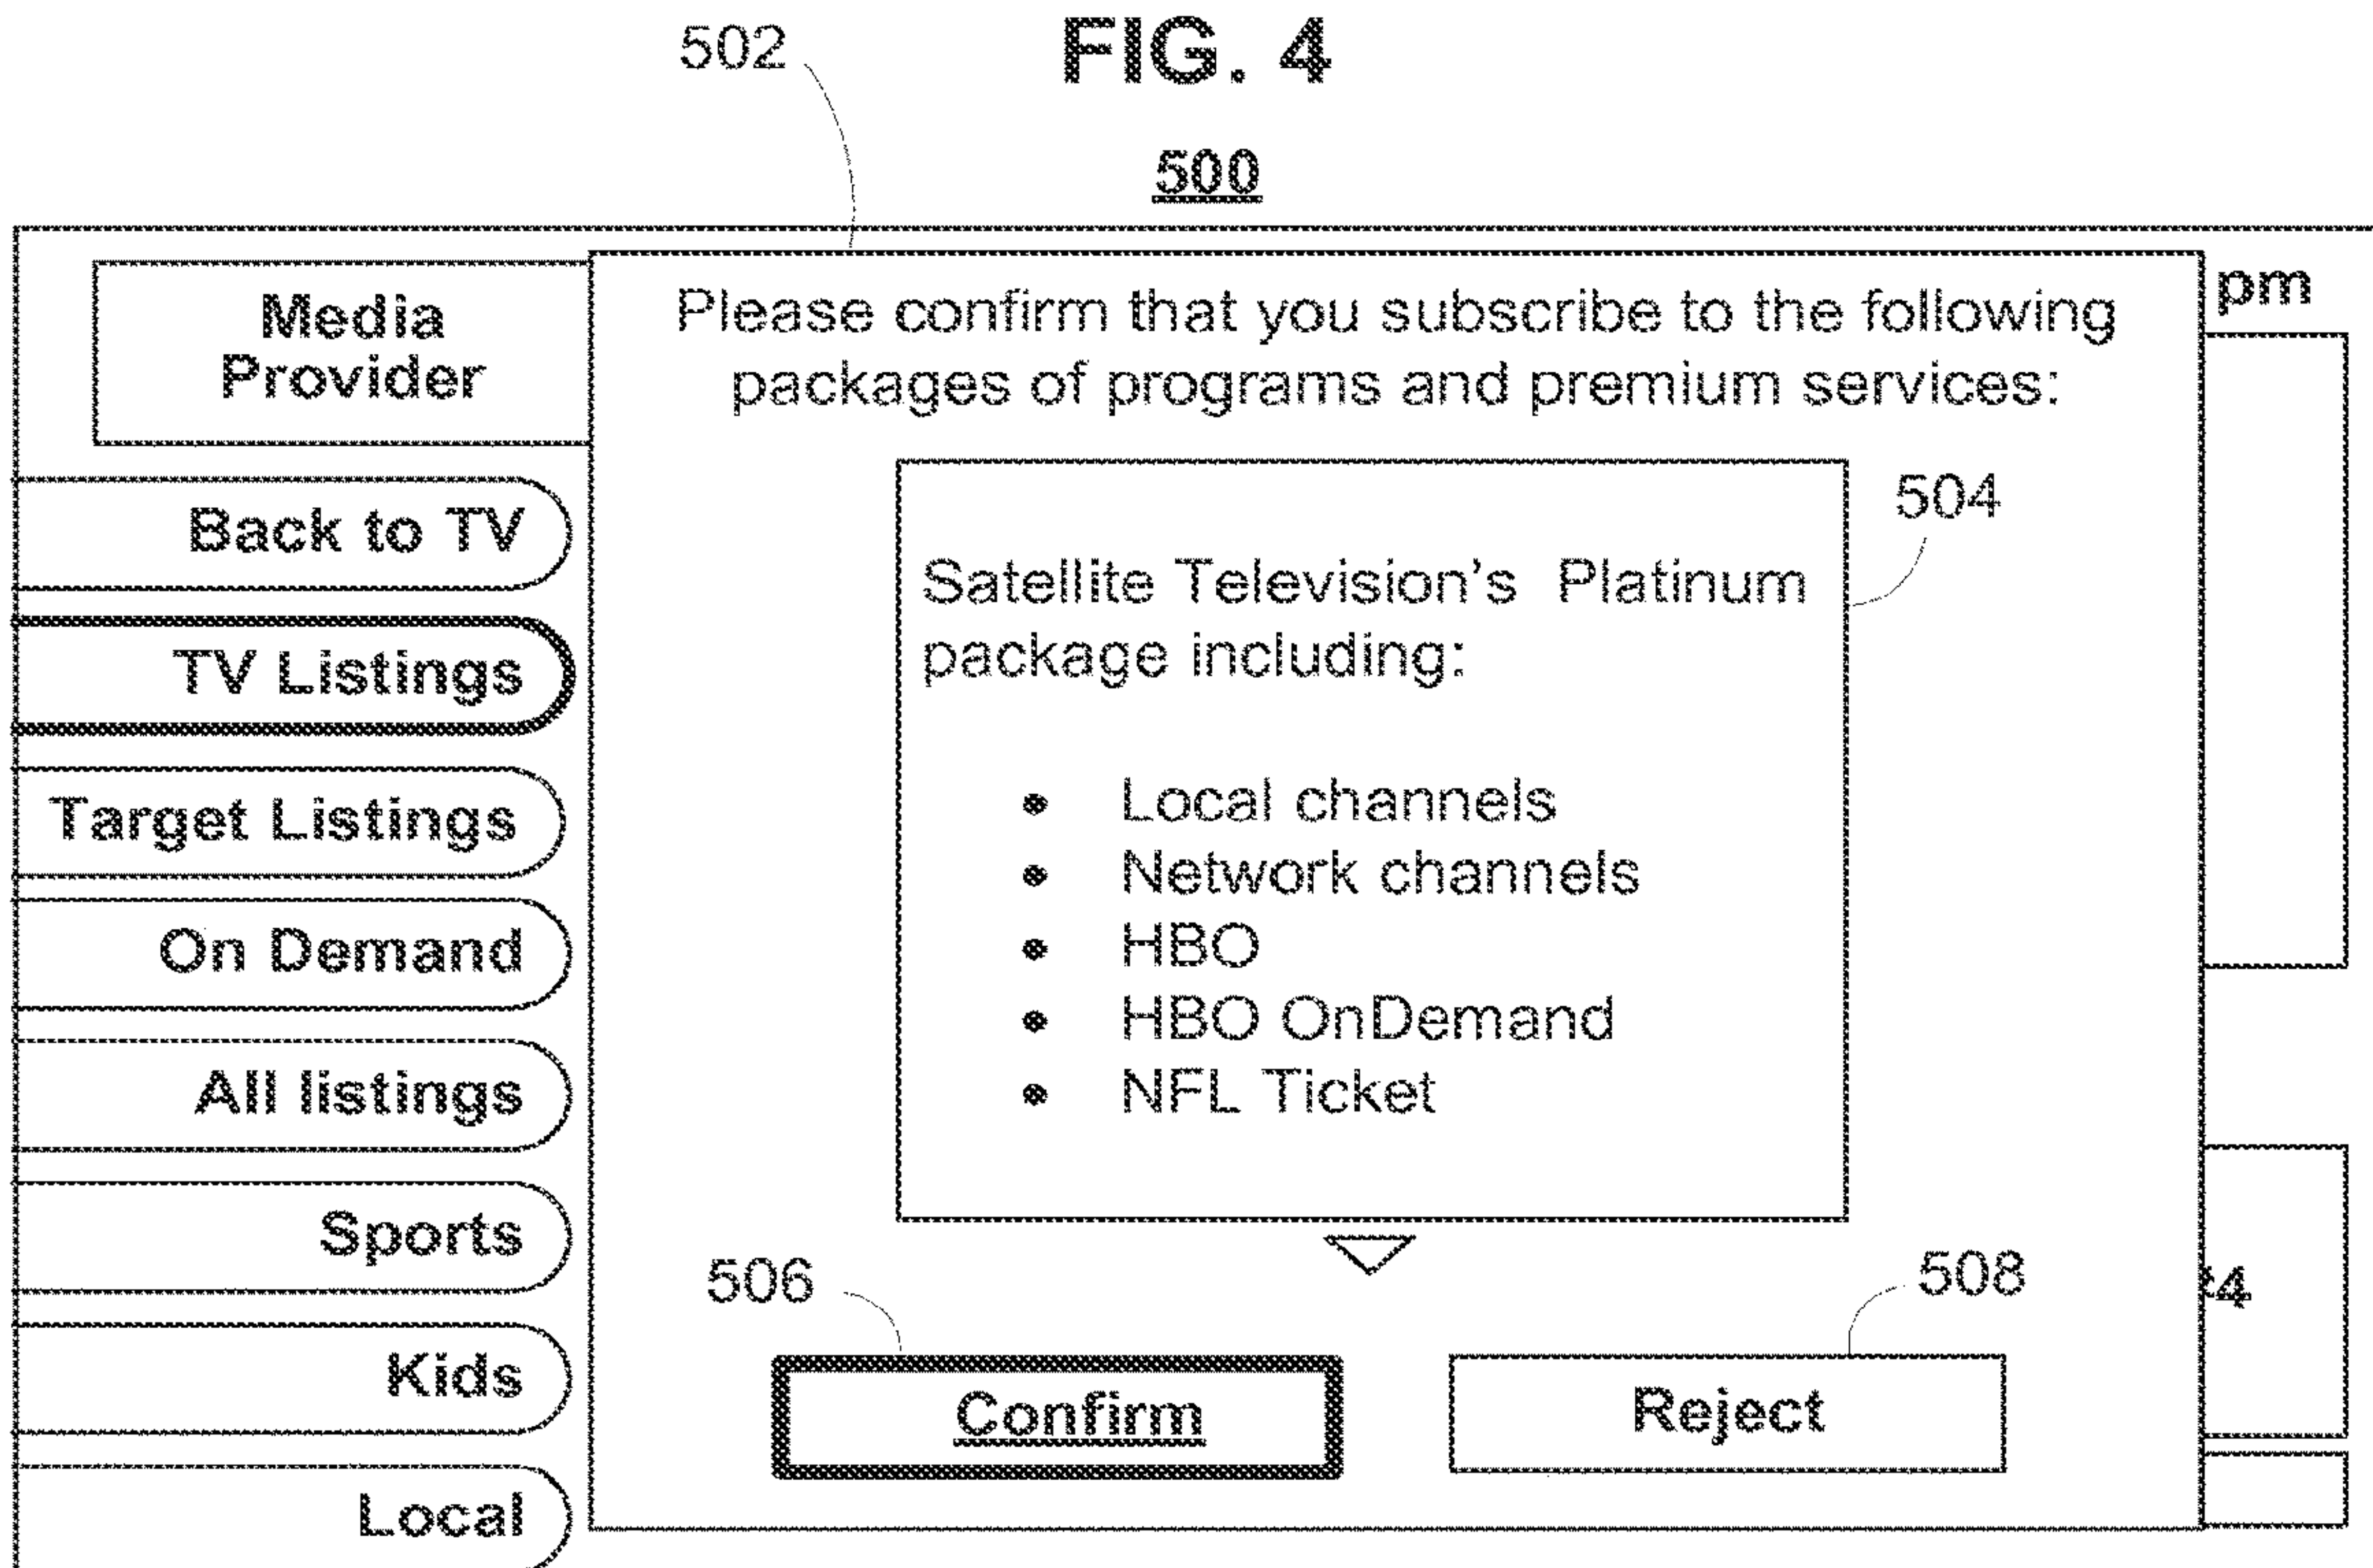 FIG. 4
502
500
Media
Provider
Back to TV
TV Listings
Target Listings
On Demand
All listings
Sports
Kids
Local
Please confirm that you subscribe to the following
packages of programs and premium services:
504
Satellite Television's Platinum
package including:
• Local channels
• Network channels
• HBO
• HBO OnDemand
• NFL Ticket
506
508
Confirm
Reject
pm
4